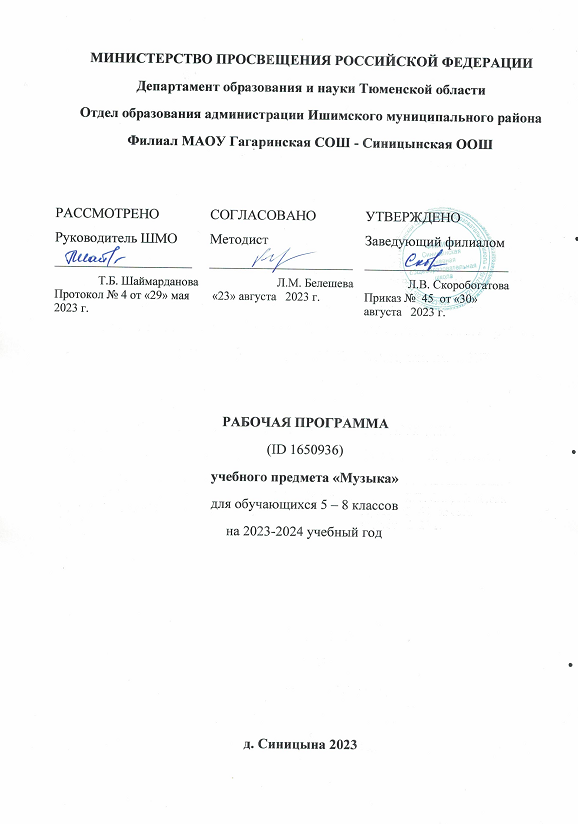 МИНИСТЕРСТВО ПРОСВЕЩЕНИЯ РОССИЙСКОЙ ФЕДЕРАЦИИ
Департамент образования и науки Тюменской области
Отдел образования администрации Ишимского муниципального района
Филиал МАОУ Гагаринская СОШ - Синицынская ООШ
РАССМОТРЕНО
Руководитель ШМО
Т.Б. Шаймарданова
Протокол № 4 от «29» мая
2023 г.
СОГЛАСОВАНО
Методист
Л.М. Белешева
«23» августа 2023 г.
УТВЕРЖДЕНО
Заведующий филиалом
Л.В. Скоробогатова
Приказ № 45 от «30»
августа 2023 г.
РАБОЧАЯ ПРОГРАММА
(ID 1650936)
учебного предмета «Музыка»
для обучающихся 5 – 8 классов
на 2023-2024 учебный год
д. Синицына 2023